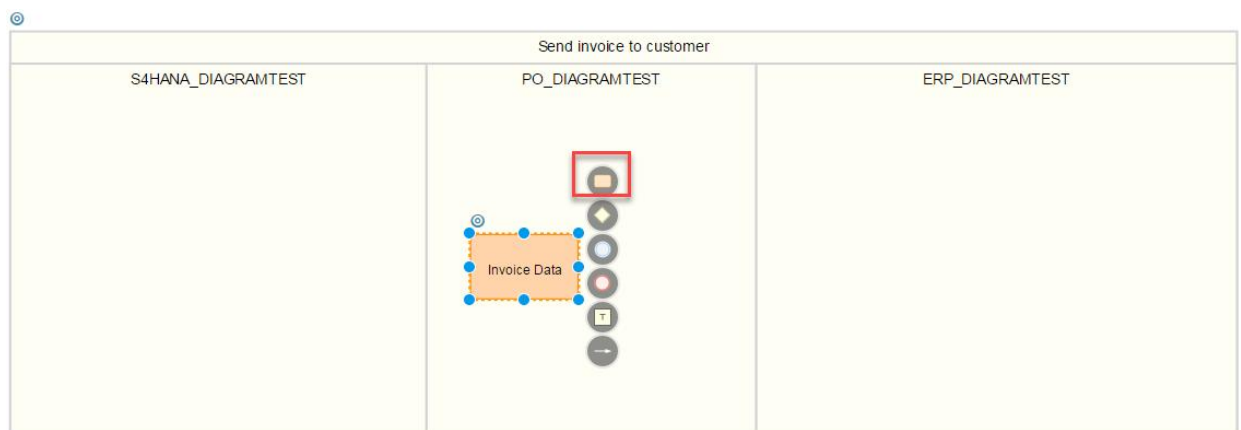 Send invoice to customer
S4HANA_DIAGRAMTEST
PO_DIAGRAMTEST
ERP_DIAGRAMTEST
Invoice Data
T